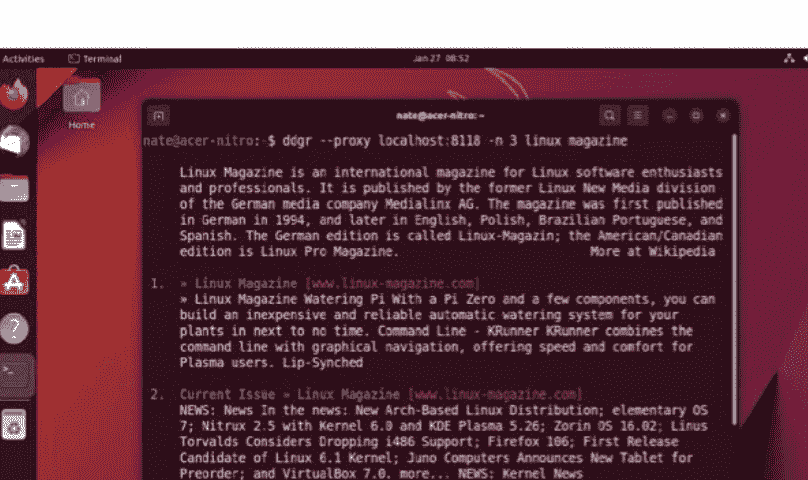 Activities
Terminal
Jan 27 08:52
Home
nate@acer-nitro: ~
nate@acer-nitro:~$ ddgr --proxy localhost:8118 -n 3 linux magazine
Linux Magazine is an international magazine for Linux software enthusiasts
and professionals. It is published by the former Linux New Media division
of the German media company Medialinx AG. The magazine was first published
in German in 1994, and later in English, Polish, Brazilian Portuguese, and
Spanish. The German edition is called Linux-Magazin; the American/Canadian
edition is Linux Pro Magazine. More at Wikipedia
1. » Linux Magazine [www.linux-magazine.com]
» Linux Magazine Watering Pi With a Pi Zero and a few components, you can
build an inexpensive and reliable automatic watering system for your
plants in next to no time. Command Line - KRunner KRunner combines the
command line with graphical navigation, offering speed and comfort for
Plasma users. Lip-Synched
2. Current Issue » Linux Magazine [www.linux-magazine.com]
NEWS: News In the news: New Arch-Based Linux Distribution; elementary OS
7; Nitrux 2.5 with Kernel 6.0 and KDE Plasma 5.26; Zorin OS 16.02; Linus
Torvalds Considers Dropping i486 Support; Firefox 106; First Release
Candidate of Linux 6.1 Kernel; Juno Computers Announces New Tablet for
Preorder; and VirtualBox 7.0. more... NEWS: Kernel News